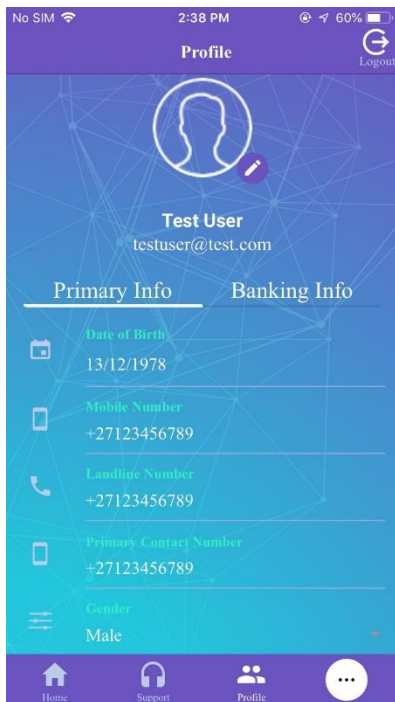 No SIM 2:38 PM 60%
Profile
Logout
Test User
testuser@test.com
Primary Info Banking Info
Date of Birth
13/12/1978
Mobile Number
+27123456789
Landline Number
+27123456789
Primary Contact Number
+27123456789
Gender
Male
Home Support Profile